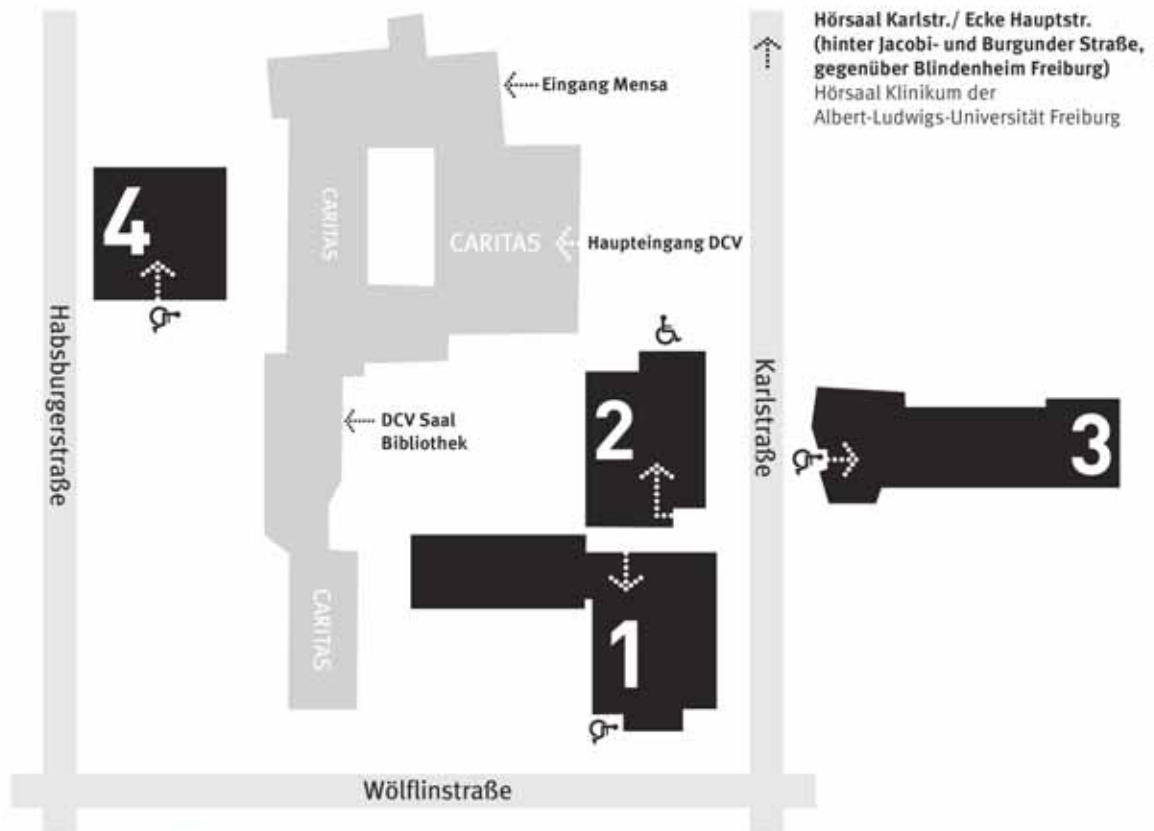 Hörsaal Karlstr./ Ecke Hauptstr.
(hinter Jacobi- und Burgunder Straße,
gegenüber Blindenheim Freiburg)
Hörsaal Klinikum der
Albert-Ludwigs-Universität Freiburg
Eingang Mensa
4
CARITAS
CARITAS
Haupteingang DCV
Habsburgerstraße
Karlstraße
2
DCV Saal
Bibliothek
3
1
CARITAS
Wölflinstraße